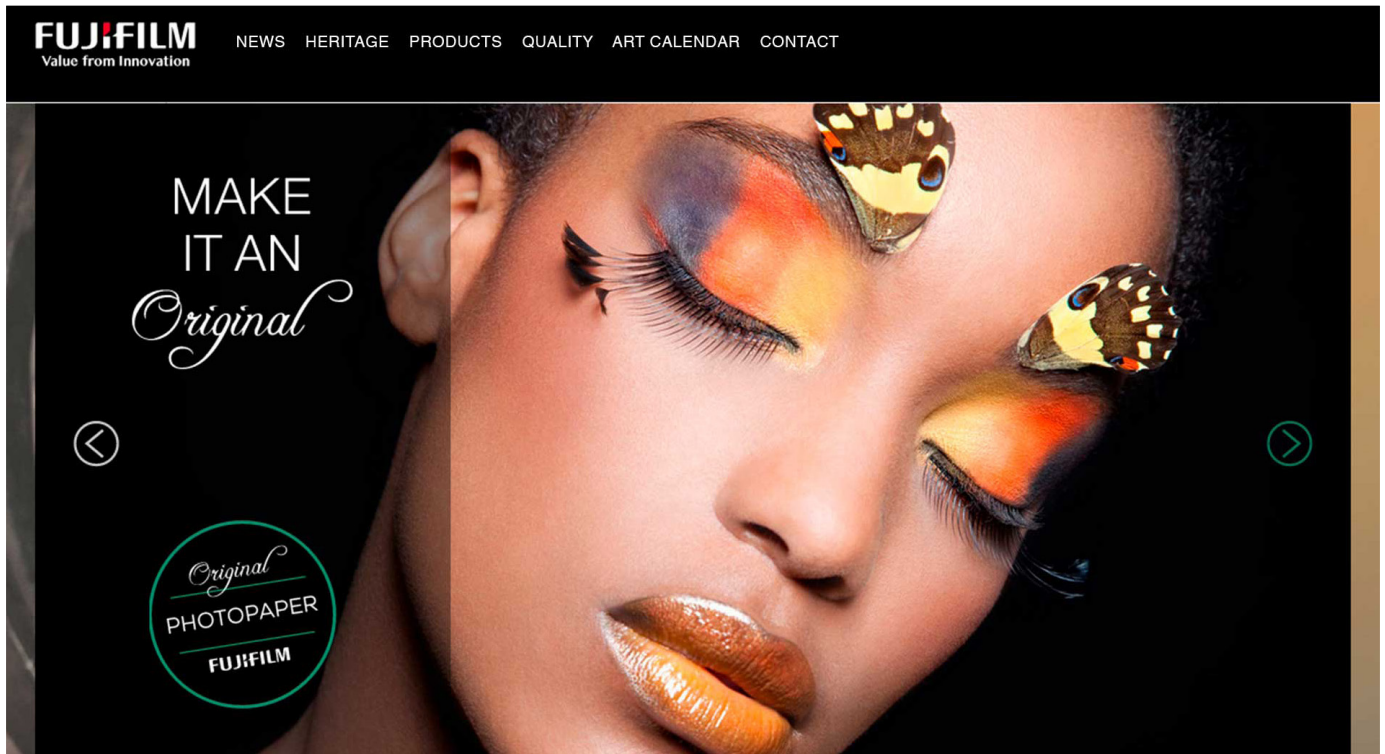 FUJIFILM
Value from Innovation
NEWS HERITAGE PRODUCTS QUALITY ART CALENDAR CONTACT
MAKE
IT AN
Original
Original
PHOTOPAPER
FUJIFILM